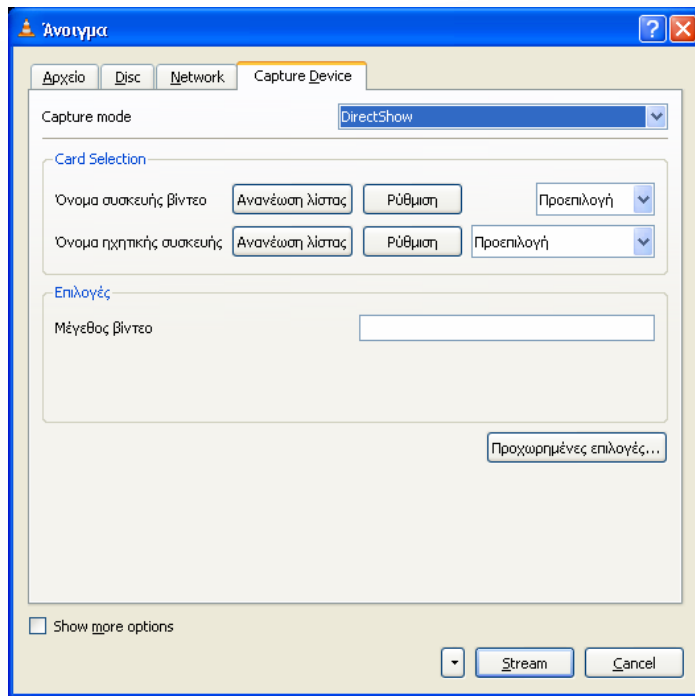 Άνοιγμα
Αρχείο Disc Network Capture Device
Capture mode DirectShow
Card Selection
Όνομα συσκευής βίντεο Ανανέωση λίστας Ρύθμιση Προεπιλογή
Όνομα ηχητικής συσκευής Ανανέωση λίστας Ρύθμιση Προεπιλογή
Επιλογές
Μέγεθος βίντεο
Προχωρημένες επιλογές...
Show more options
Stream Cancel